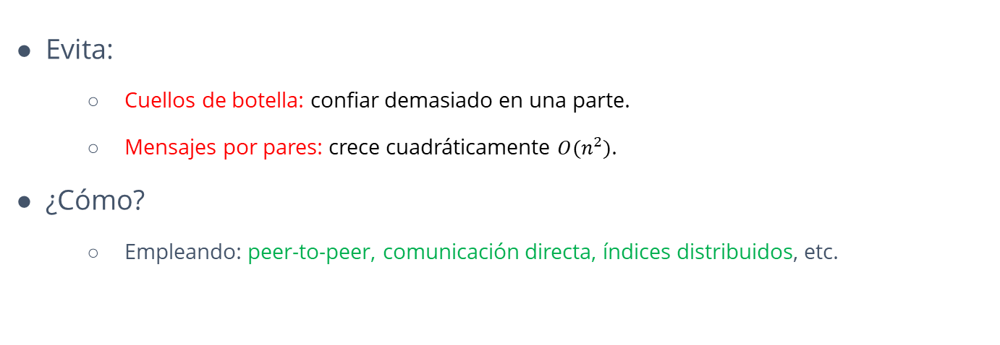 ● Evita:
○ Cuellos de botella: confiar demasiado en una parte.
○ Mensajes por pares: crece cuadráticamente O(n²).
● ¿Cómo?
○ Empleando: peer-to-peer, comunicación directa, índices distribuidos, etc.